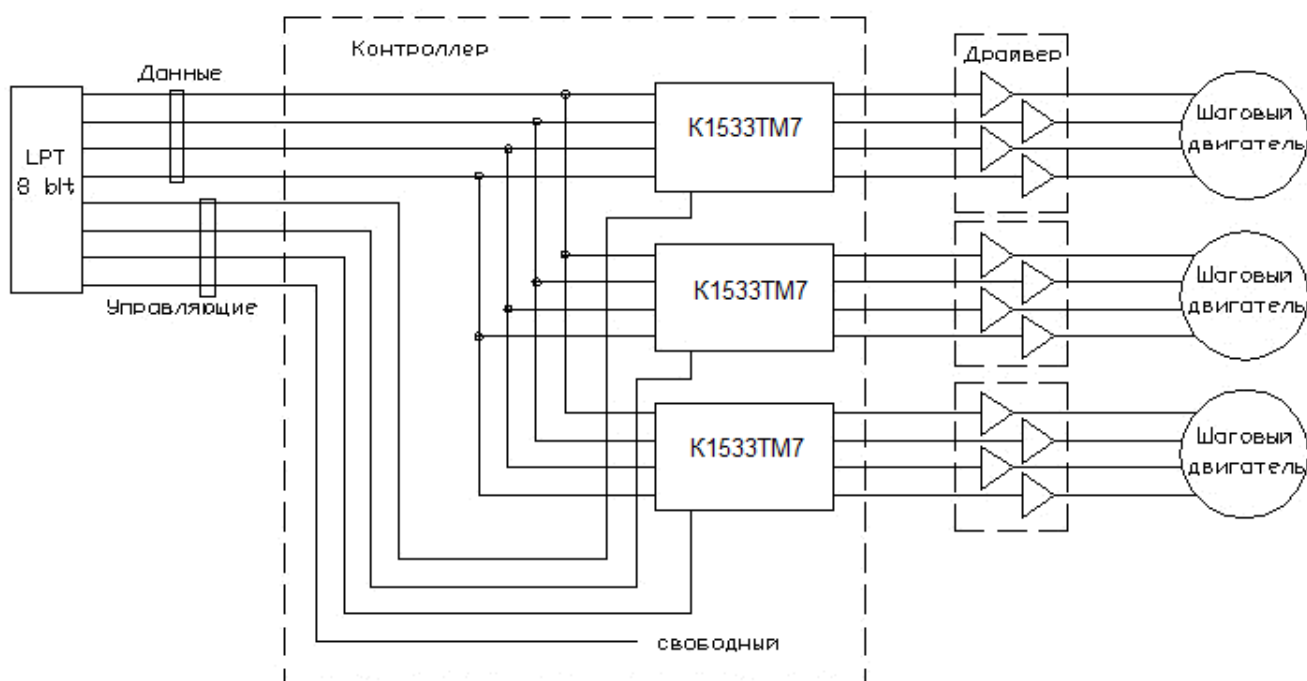 Контроллер
Драйвер
Данные
LPT
8 bit
К1533ТМ7
Шаговый
двигатель
К1533ТМ7
Шаговый
двигатель
Управляющие
К1533ТМ7
Шаговый
двигатель
свободный